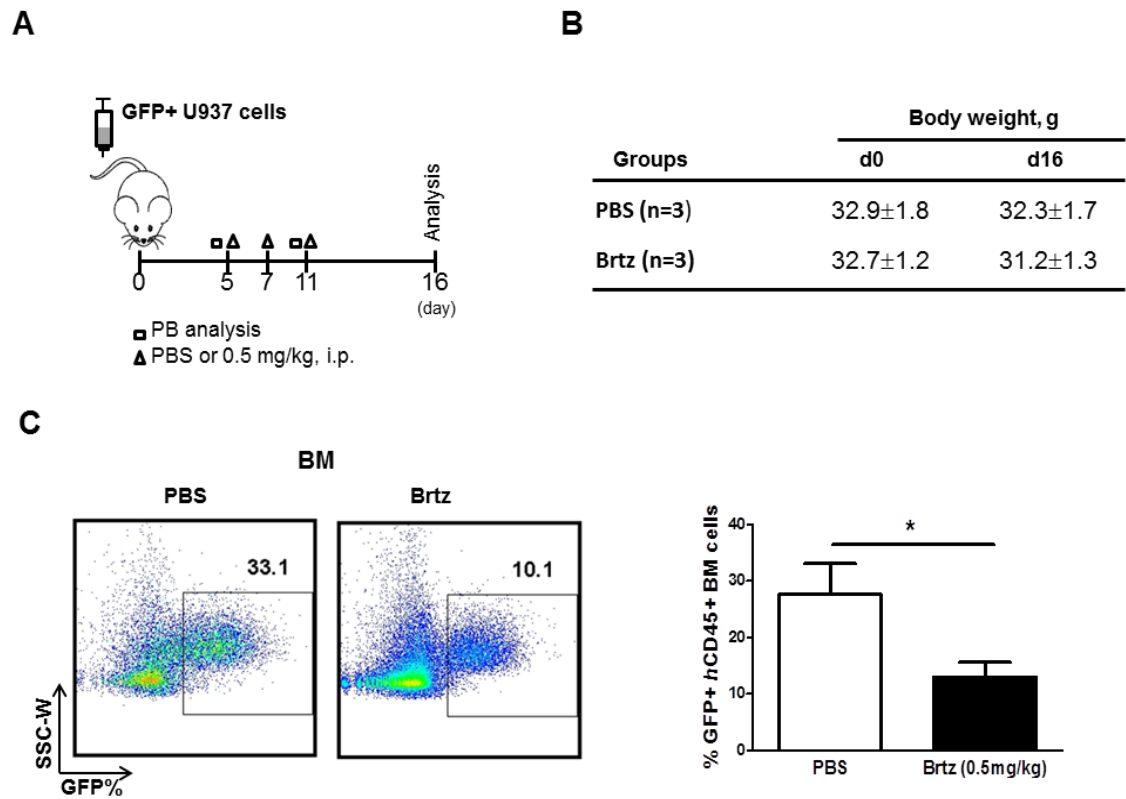 A
GFP+ U937 cells
Analysis
0 5 7 11 16
(day)
PB analysis
PBS or 0.5 mg/kg, i.p.
B
Body weight, g
Groups d0 d16
PBS (n=3) 32.9±1.8 32.3±1.7
Brtz (n=3) 32.7±1.2 31.2±1.3
C
BM
PBS Brtz
33.1 10.1
SSC-W
GFP%
% GFP+ hCD45+ BM cells
40
30
20
10
0
*
PBS Brtz (0.5mg/kg)